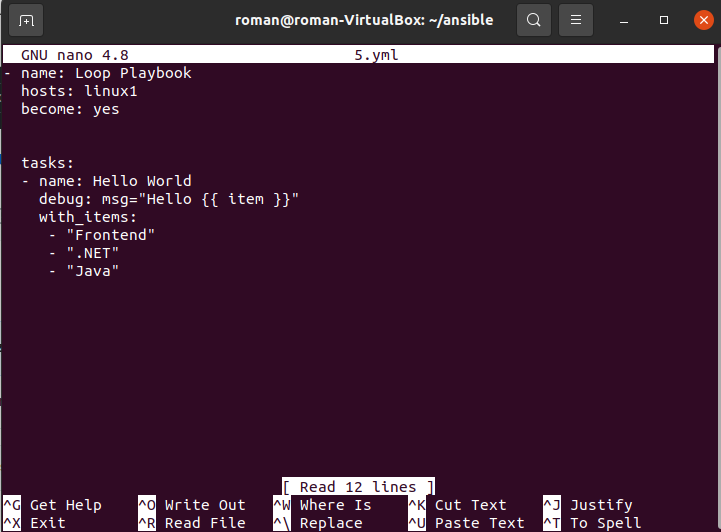 roman@roman-VirtualBox: ~/ansible
GNU nano 4.8 5.yml
- name: Loop Playbook
  hosts: linux1
  become: yes
  tasks:
  - name: Hello World
    debug: msg="Hello {{ item }}"
    with_items:
     - "Frontend"
     - ".NET"
     - "Java"
[ Read 12 lines ]
^G Get Help ^O Write Out ^W Where Is ^K Cut Text ^J Justify
^X Exit ^R Read File ^\ Replace ^U Paste Text ^T To Spell